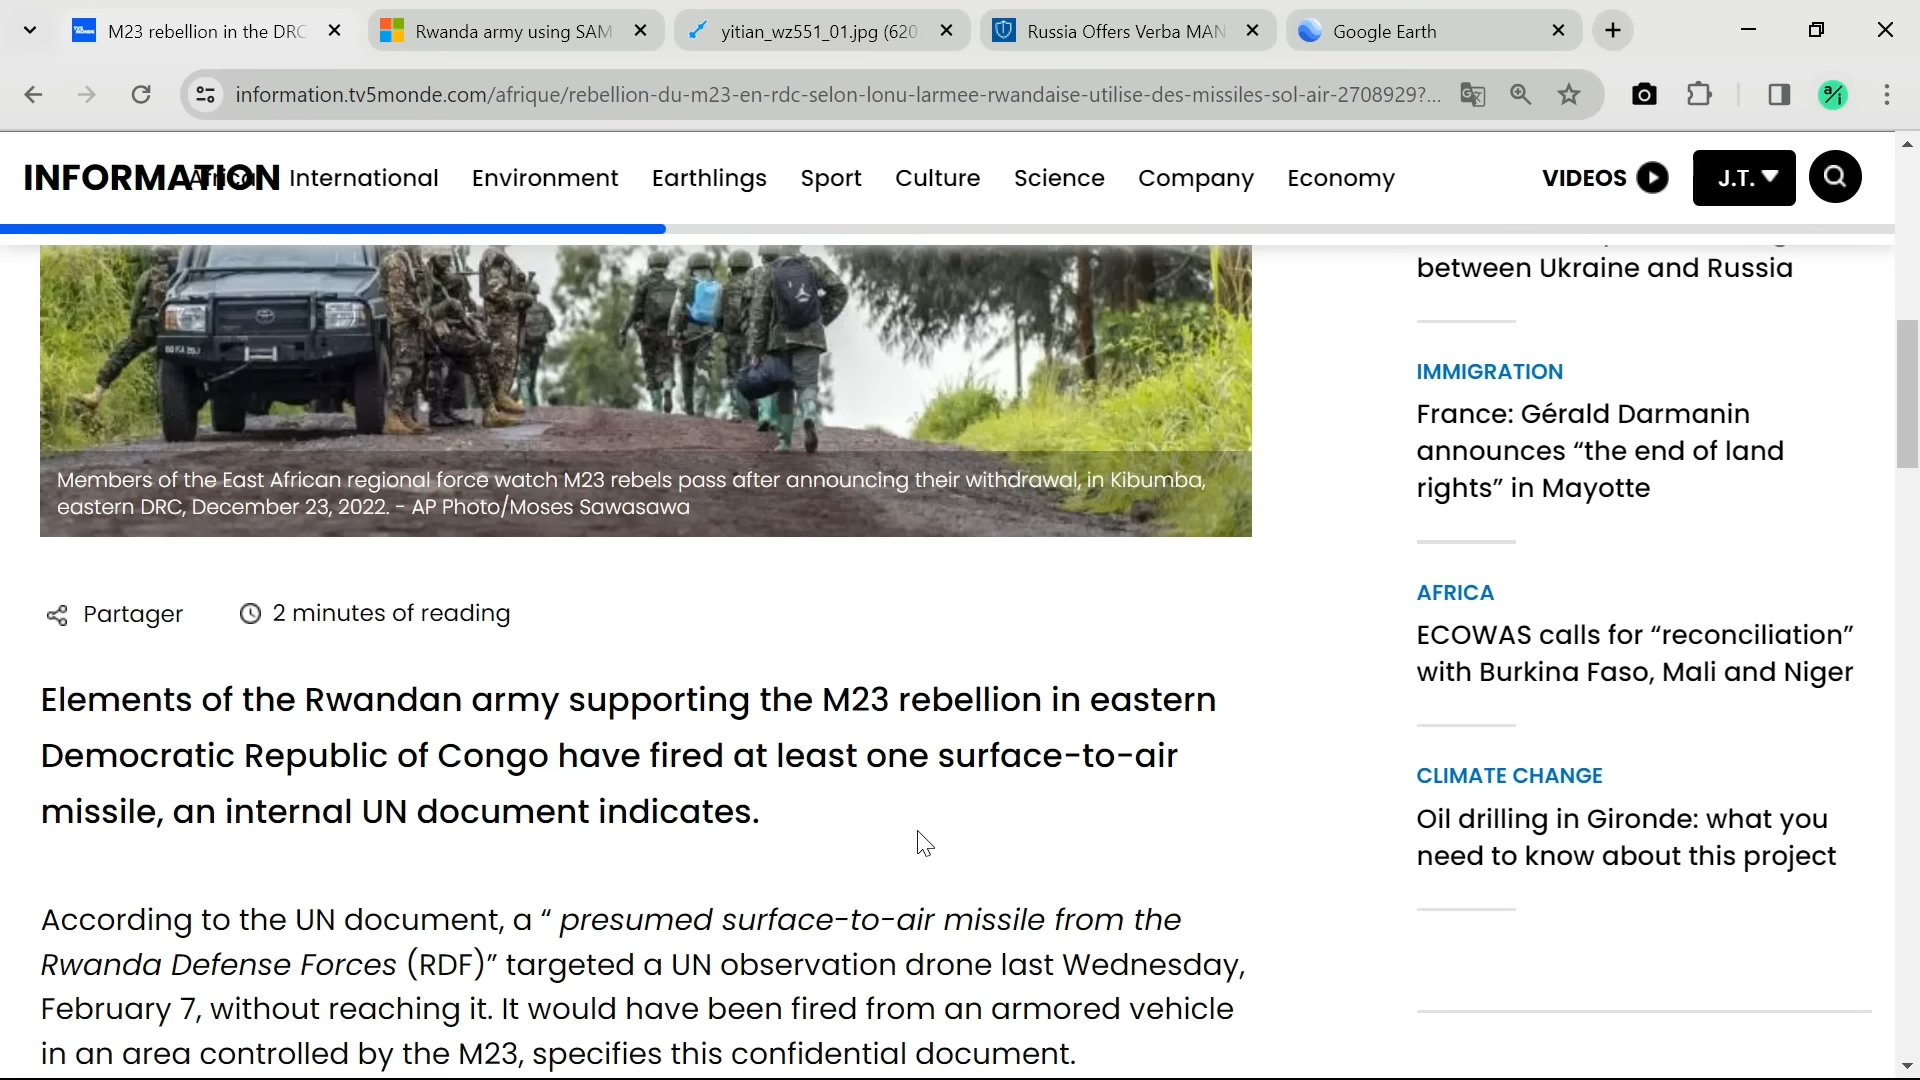 M23 rebellion in the DRC
Rwanda army using SAM
yitian_wz551_01.jpg (620
Russia Offers Verba MAN
Google Earth
information.tv5monde.com/afrique/rebellion-du-m23-en-rdc-selon-lonu-larmee-rwandaise-utilise-des-missiles-sol-air-2708929?...
INFORMATION
Africa
International
Environment
Earthlings
Sport
Culture
Science
Company
Economy
VIDEOS
J.T.
Members of the East African regional force watch M23 rebels pass after announcing their withdrawal, in Kibumba,
eastern DRC, December 23, 2022. - AP Photo/Moses Sawasawa
Partager
2 minutes of reading
Elements of the Rwandan army supporting the M23 rebellion in eastern
Democratic Republic of Congo have fired at least one surface-to-air
missile, an internal UN document indicates.
According to the UN document, a “ presumed surface-to-air missile from the
Rwanda Defense Forces (RDF)” targeted a UN observation drone last Wednesday,
February 7, without reaching it. It would have been fired from an armored vehicle
in an area controlled by the M23, specifies this confidential document.
between Ukraine and Russia
IMMIGRATION
France: Gérald Darmanin
announces “the end of land
rights” in Mayotte
AFRICA
ECOWAS calls for “reconciliation”
with Burkina Faso, Mali and Niger
CLIMATE CHANGE
Oil drilling in Gironde: what you
need to know about this project